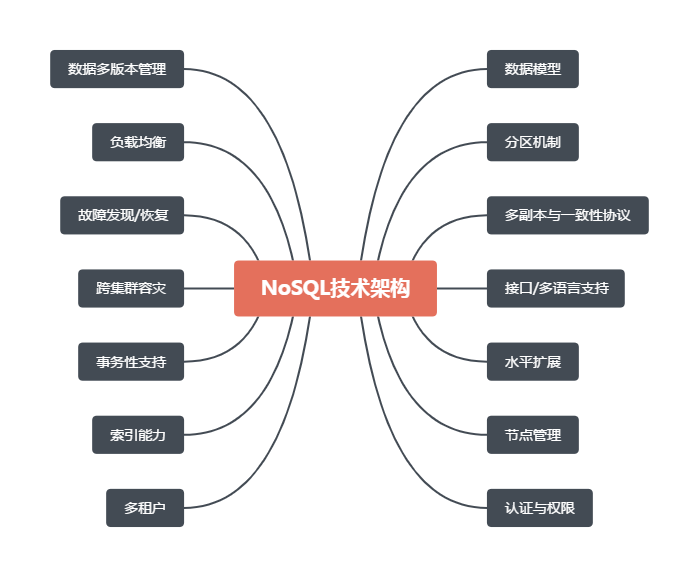 数据多版本管理
负载均衡
故障发现/恢复
跨集群容灾
事务性支持
索引能力
多租户
NoSQL技术架构
数据模型
分区机制
多副本与一致性协议
接口/多语言支持
水平扩展
节点管理
认证与权限